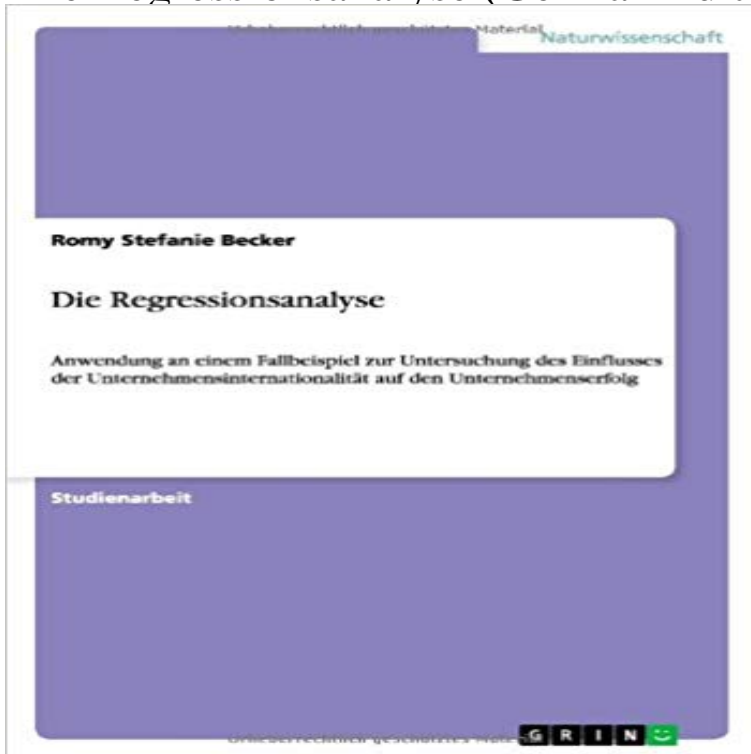 Naturwissenschaft
Romy Stefanie Becker
Die Regressionsanalyse
Anwendung an einem Fallbeispiel zur Untersuchung des Einflusses
der Unternehmensinternationalität auf den Unternehmenserfolg
Studienarbeit
G R I N